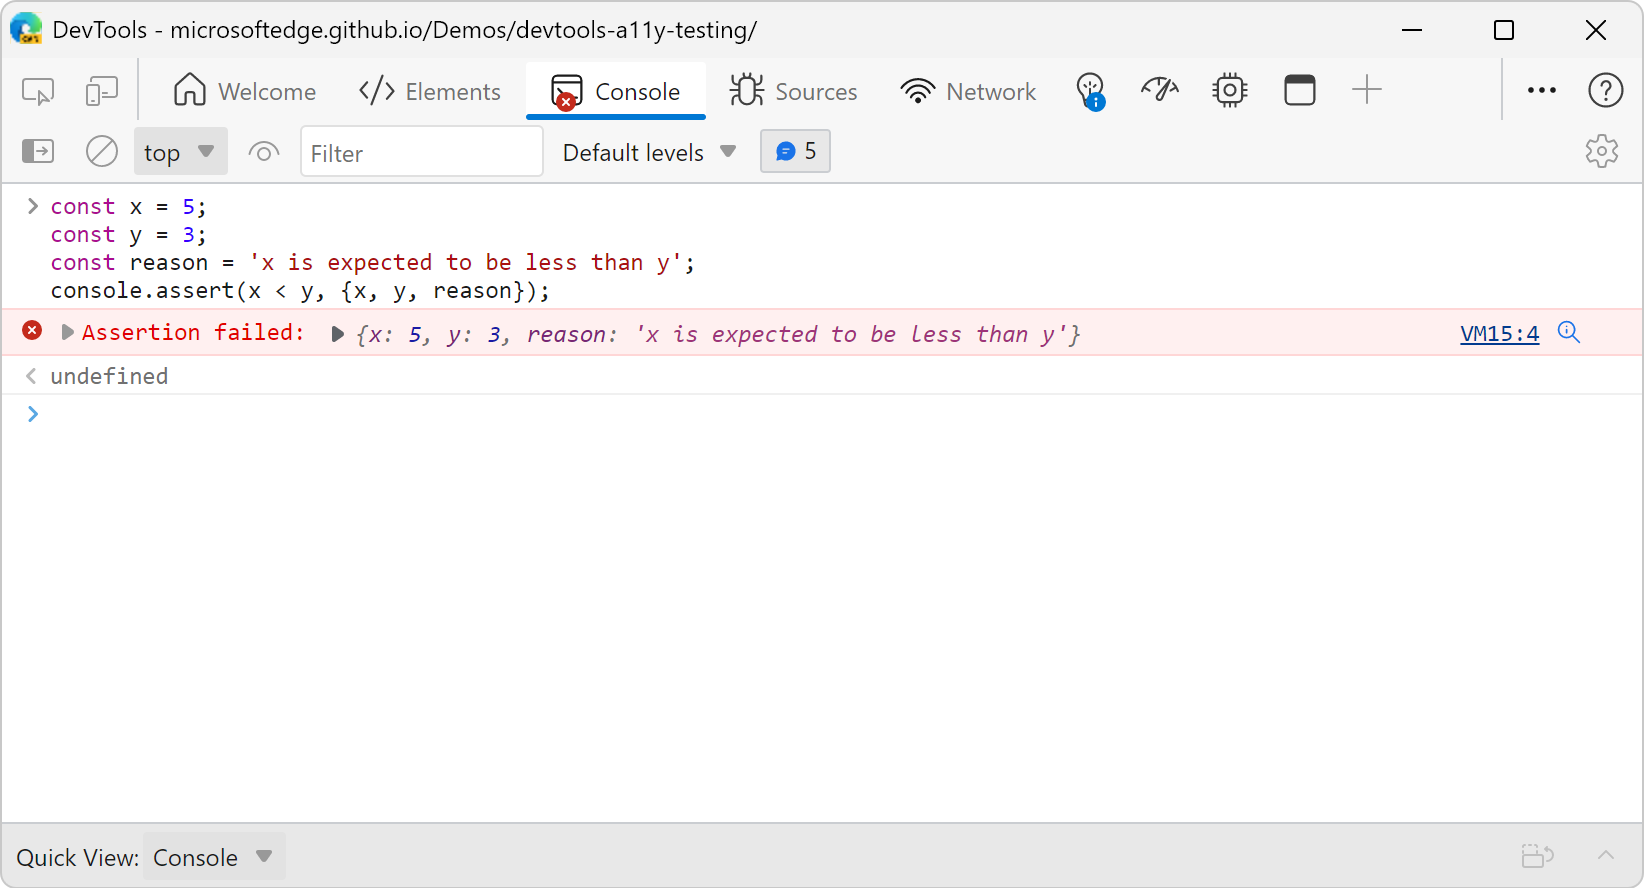 DevTools - microsoftedge.github.io/Demos/devtools-a11y-testing/
Welcome Elements Console Sources Network
top Filter Default levels 5
const x = 5;
const y = 3;
const reason = 'x is expected to be less than y';
console.assert(x < y, {x, y, reason});
Assertion failed: {x: 5, y: 3, reason: 'x is expected to be less than y'} VM15:4
undefined
Quick View: Console